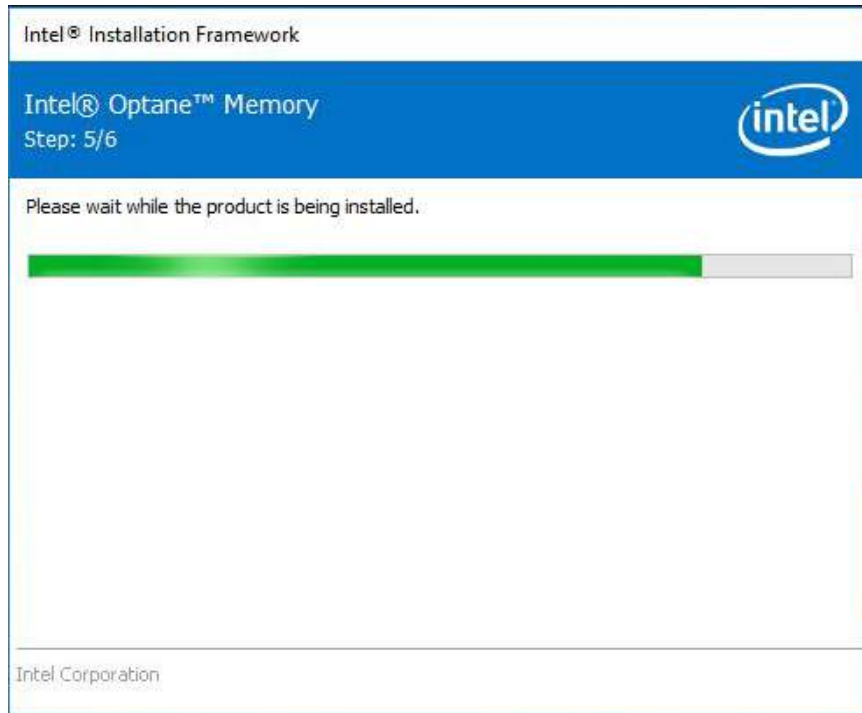 Intel® Installation Framework
Intel® Optane™ Memory
Step: 5/6
intel
Please wait while the product is being installed.
Intel Corporation